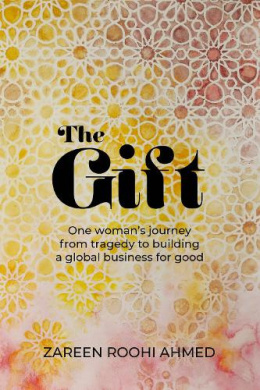 The
Gift
One woman's journey
from tragedy to building
a global business for good
ZAREEN ROOHI AHMED